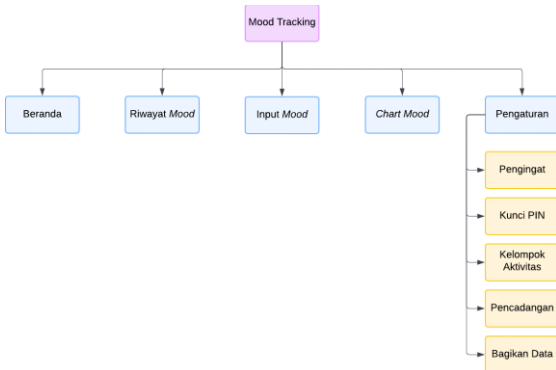 Mood Tracking
Beranda
Riwayat Mood
Input Mood
Chart Mood
Pengaturan
Pengingat
Kunci PIN
Kelompok
Aktivitas
Pencadangan
Bagikan Data